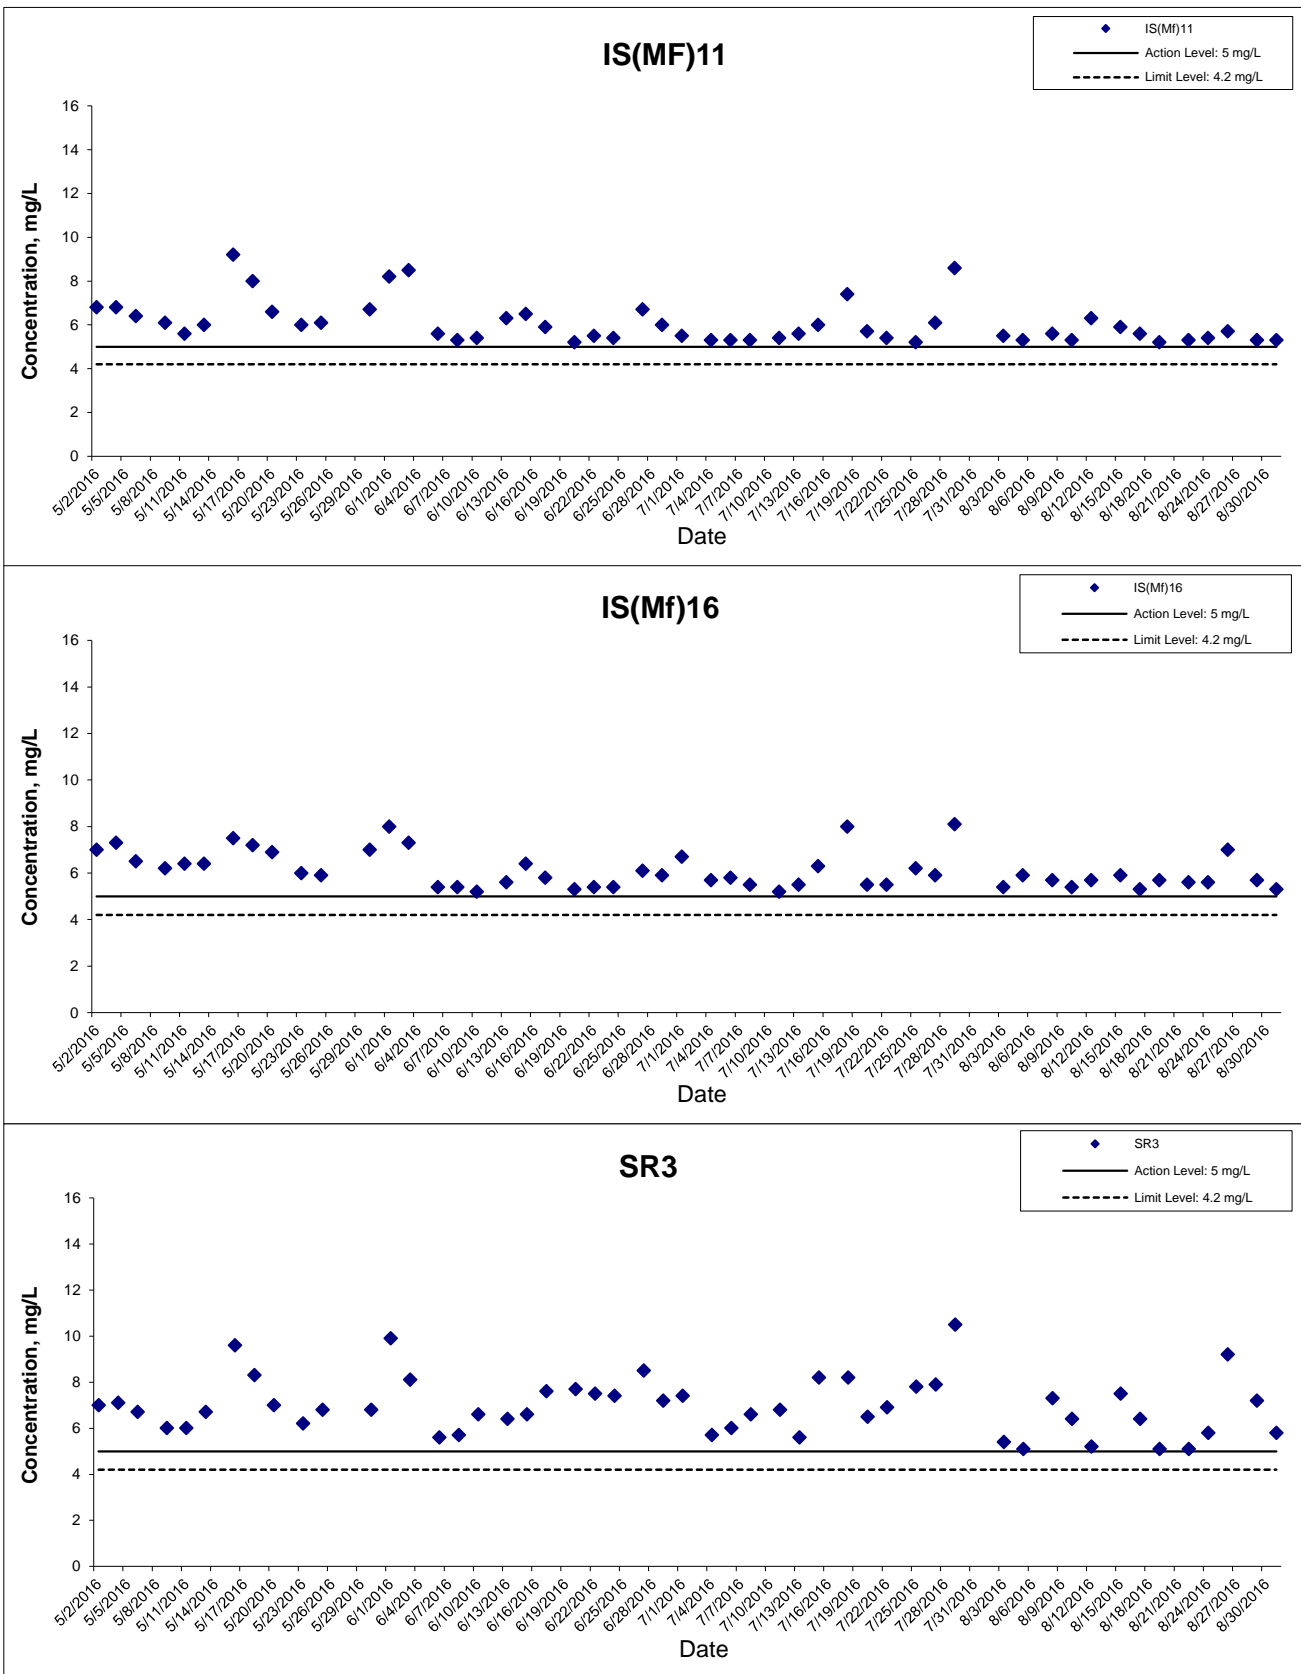 IS(MF)11
IS(Mf)11
Action Level: 5 mg/L
Limit Level: 4.2 mg/L
Concentration, mg/L
16
14
12
10
8
6
4
2
0
5/2/2016 5/5/2016 5/8/2016 5/11/2016 5/14/2016 5/17/2016 5/20/2016 5/23/2016 5/26/2016 5/29/2016 6/1/2016 6/4/2016 6/7/2016 6/10/2016 6/13/2016 6/16/2016 6/19/2016 6/22/2016 6/25/2016 6/28/2016 7/1/2016 7/4/2016 7/7/2016 7/10/2016 7/13/2016 7/16/2016 7/19/2016 7/22/2016 7/25/2016 7/28/2016 7/31/2016 8/3/2016 8/6/2016 8/9/2016 8/12/2016 8/15/2016 8/18/2016 8/21/2016 8/24/2016 8/27/2016 8/30/2016
Date
IS(Mf)16
IS(Mf)16
Action Level: 5 mg/L
Limit Level: 4.2 mg/L
Concentration, mg/L
16
14
12
10
8
6
4
2
0
5/2/2016 5/5/2016 5/8/2016 5/11/2016 5/14/2016 5/17/2016 5/20/2016 5/23/2016 5/26/2016 5/29/2016 6/1/2016 6/4/2016 6/7/2016 6/10/2016 6/13/2016 6/16/2016 6/19/2016 6/22/2016 6/25/2016 6/28/2016 7/1/2016 7/4/2016 7/7/2016 7/10/2016 7/13/2016 7/16/2016 7/19/2016 7/22/2016 7/25/2016 7/28/2016 7/31/2016 8/3/2016 8/6/2016 8/9/2016 8/12/2016 8/15/2016 8/18/2016 8/21/2016 8/24/2016 8/27/2016 8/30/2016
Date
SR3
SR3
Action Level: 5 mg/L
Limit Level: 4.2 mg/L
Concentration, mg/L
16
14
12
10
8
6
4
2
0
5/2/2016 5/5/2016 5/8/2016 5/11/2016 5/14/2016 5/17/2016 5/20/2016 5/23/2016 5/26/2016 5/29/2016 6/1/2016 6/4/2016 6/7/2016 6/10/2016 6/13/2016 6/16/2016 6/19/2016 6/22/2016 6/25/2016 6/28/2016 7/1/2016 7/4/2016 7/7/2016 7/10/2016 7/13/2016 7/16/2016 7/19/2016 7/22/2016 7/25/2016 7/28/2016 7/31/2016 8/3/2016 8/6/2016 8/9/2016 8/12/2016 8/15/2016 8/18/2016 8/21/2016 8/24/2016 8/27/2016 8/30/2016
Date